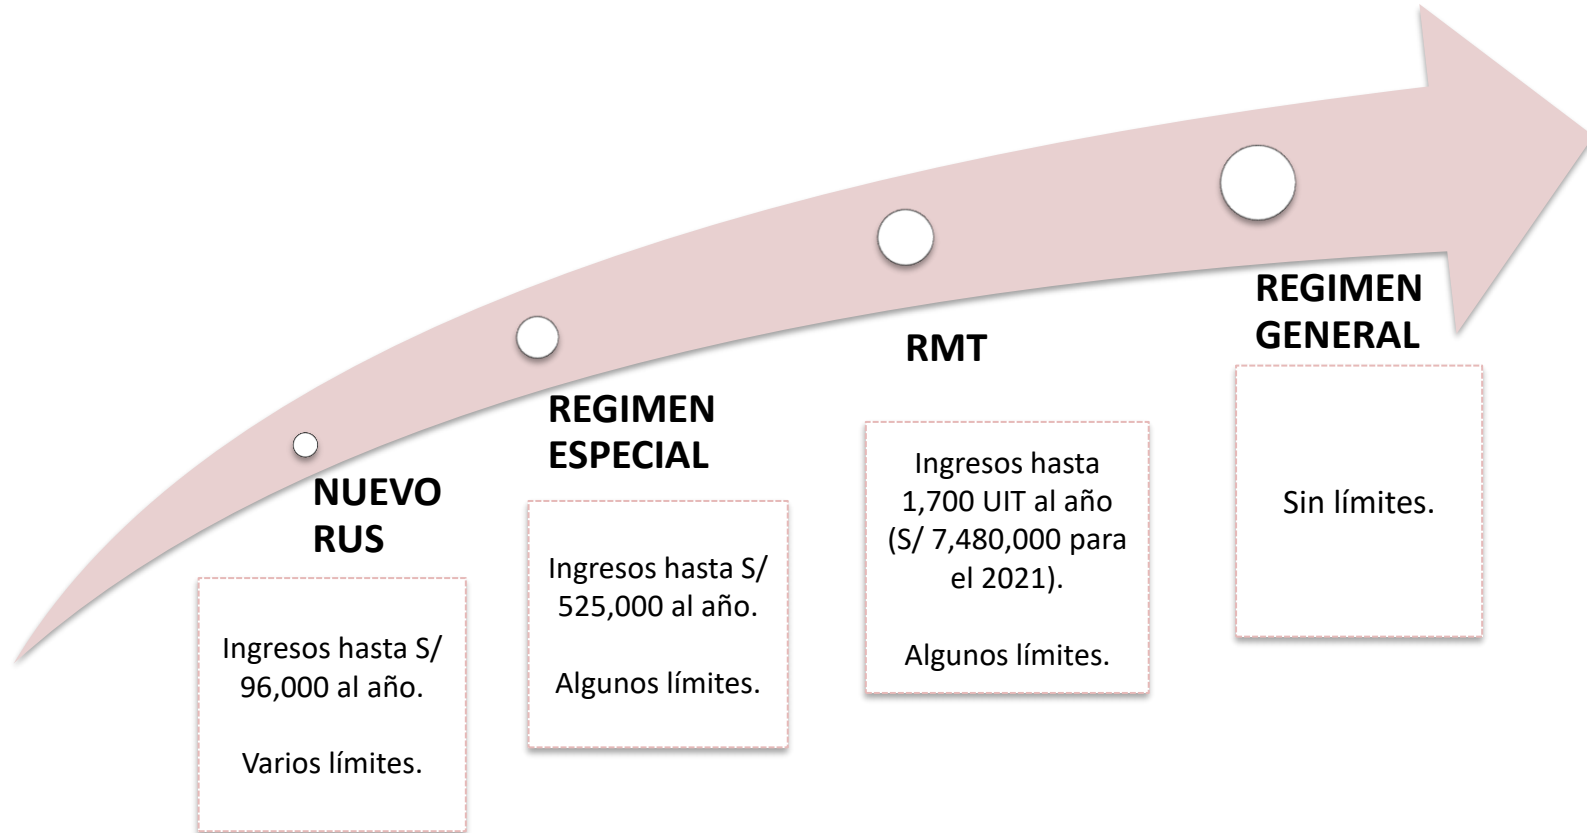 NUEVO
RUS
Ingresos hasta S/
96,000 al año.
Varios límites.
REGIMEN
ESPECIAL
Ingresos hasta S/
525,000 al año.
Algunos límites.
RMT
Ingresos hasta
1,700 UIT al año
(S/ 7,480,000 para
el 2021).
Algunos límites.
REGIMEN
GENERAL
Sin límites.